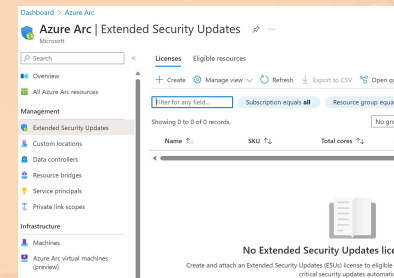 Dashboard > Azure Arc >
Azure Arc | Extended Security Updates
Microsoft
Search
Overview
All Azure Arc resources
Management
Extended Security Updates
Custom locations
Data controllers
Resource bridges
Service principals
Private link scopes
Infrastructure
Machines
Azure Arc virtual machines
(preview)
Licenses Eligible resources
Create Manage view Refresh Export to CSV Open qu
Filter for any field... Subscription equals all Resource group equa
Showing 0 to 0 of 0 records. No gro
Name ↑↓ SKU ↑↓ Total cores ↑↓
No Extended Security Updates lice
Create and attach an Extended Security Updates (ESUs) license to eligible
critical security updates automatic